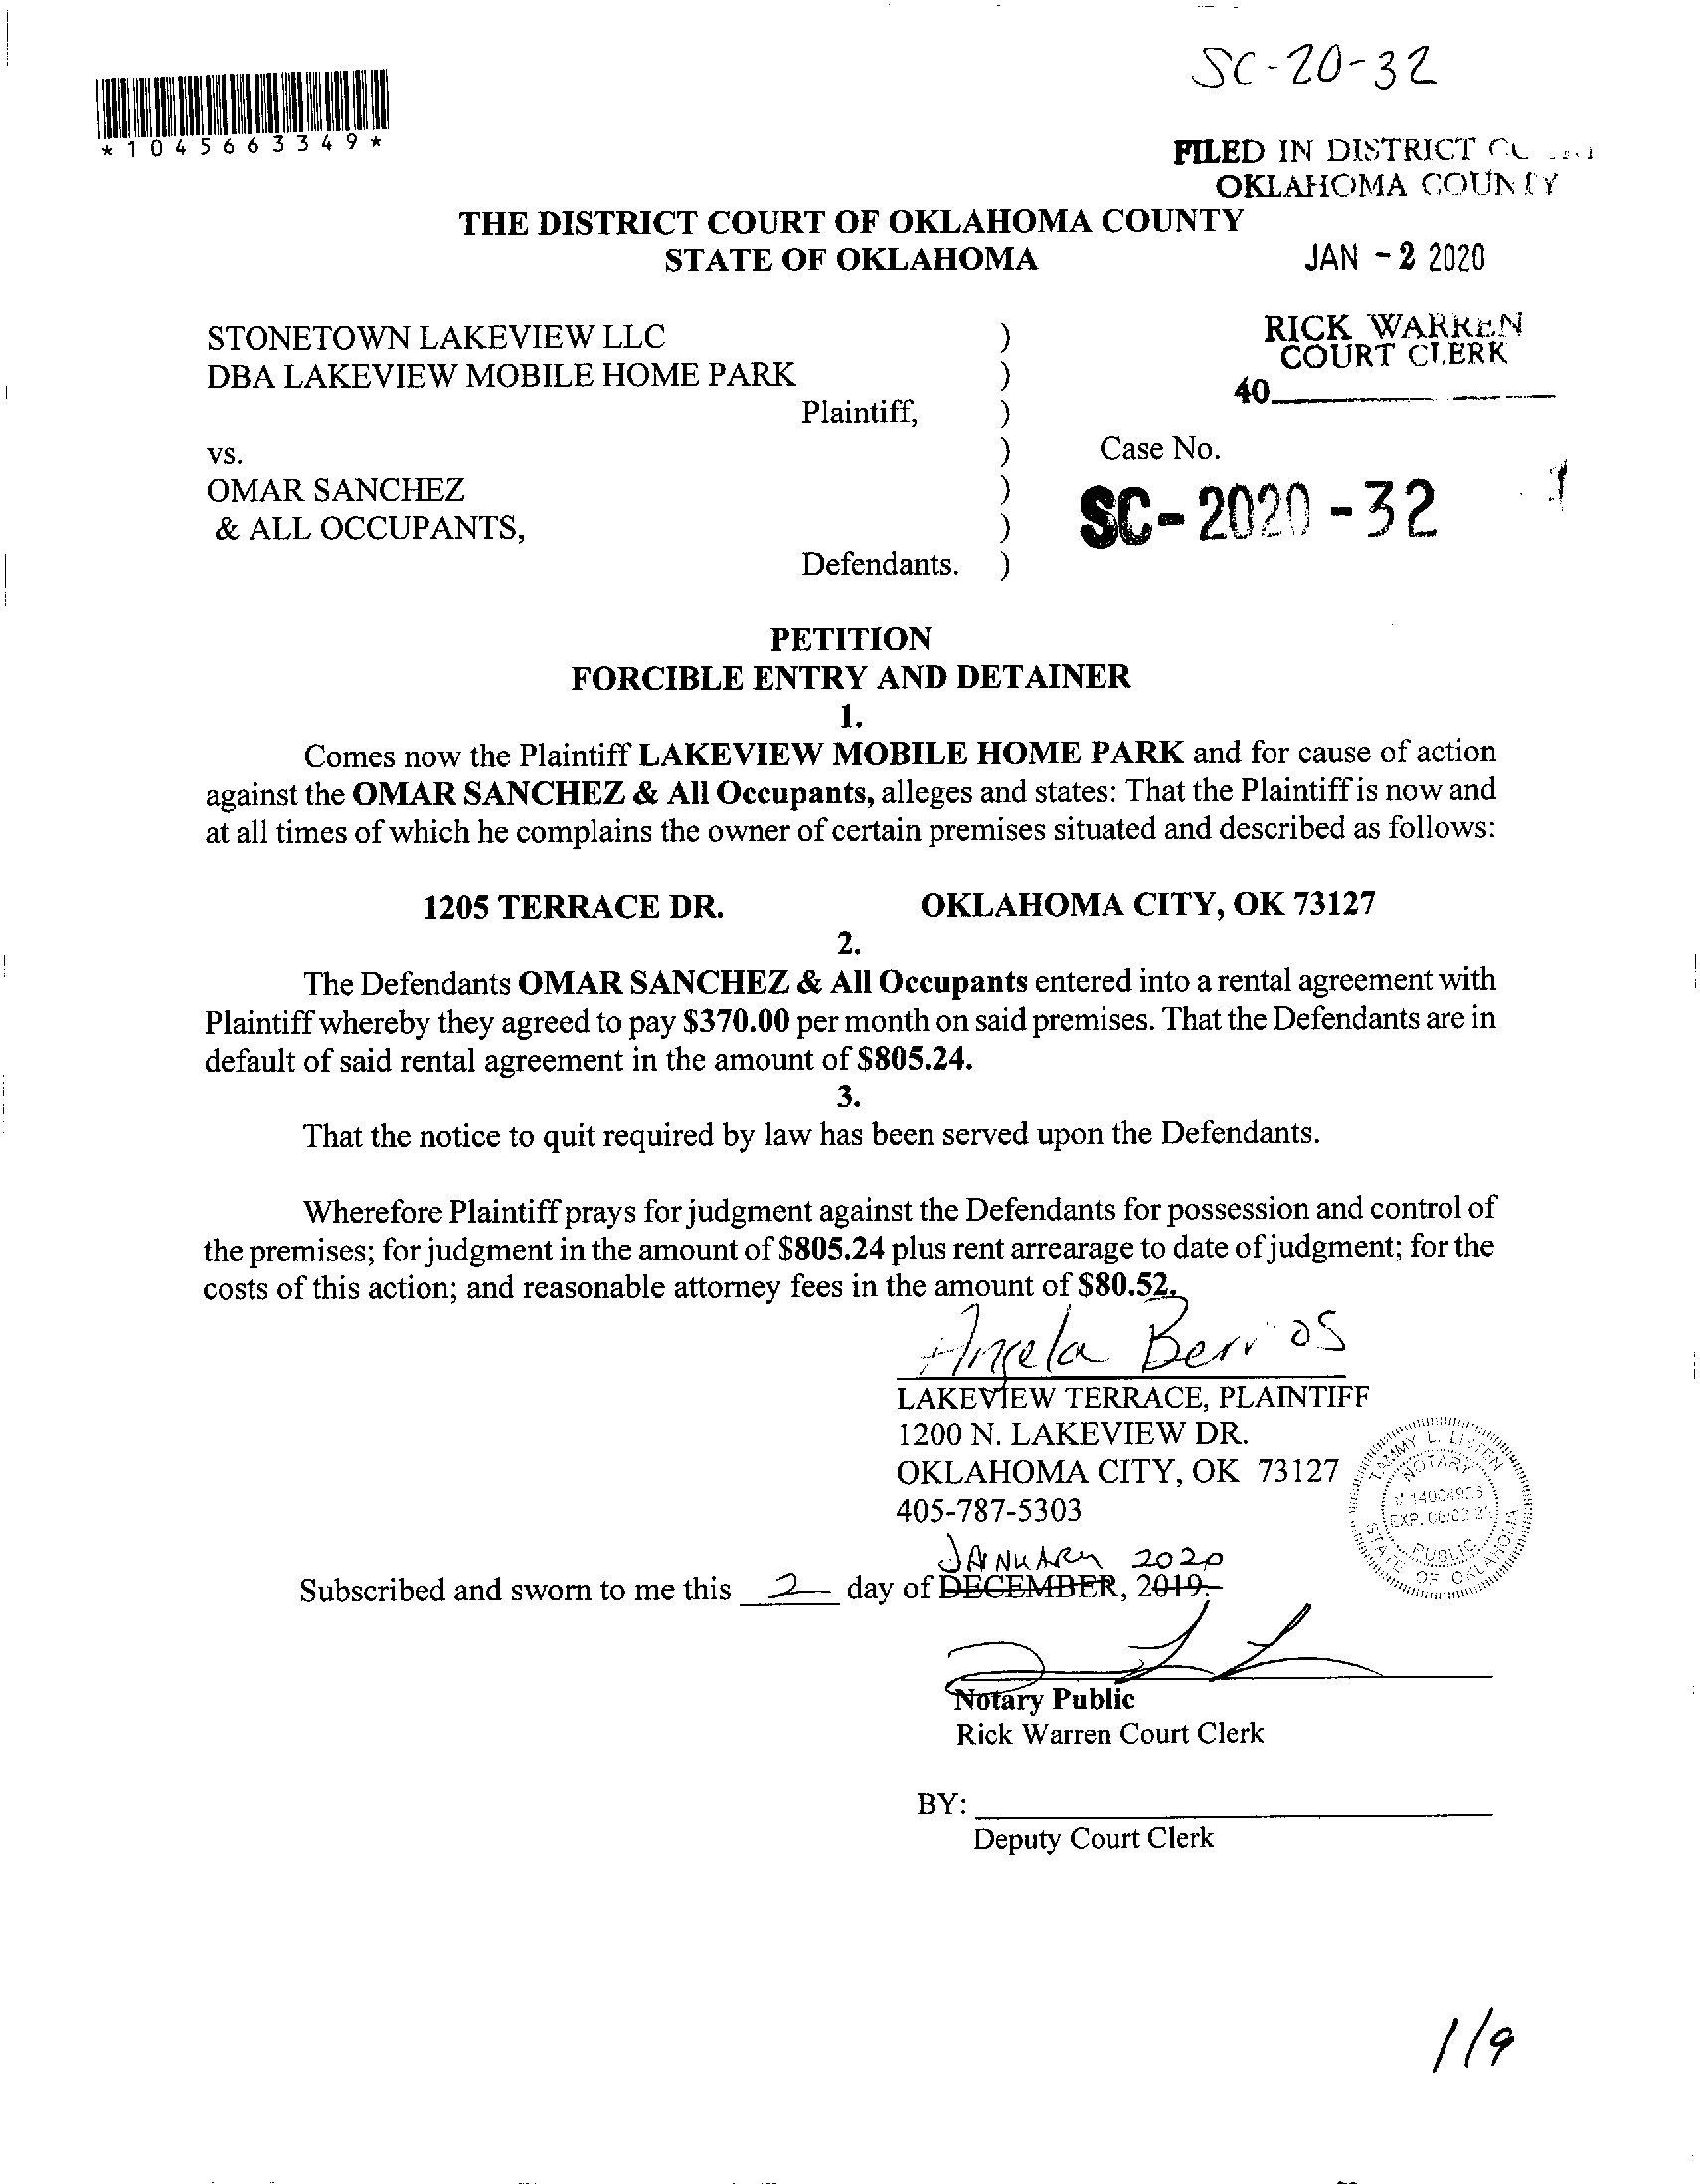 SC-20-32
*1045663349*
FILED IN DISTRICT
OKLAHOMA COUNTY
THE DISTRICT COURT OF OKLAHOMA COUNTY
STATE OF OKLAHOMA
JAN - 2 2020
STONETOWN LAKEVIEW LLC )
DBA LAKEVIEW MOBILE HOME PARK )
Plaintiff, )
RICK WARREN
COURT CLERK
40
vs. ) Case No.
OMAR SANCHEZ )
& ALL OCCUPANTS, )
SC-2020-32
Defendants. )
PETITION
FORCIBLE ENTRY AND DETAINER
1.
Comes now the Plaintiff LAKEVIEW MOBILE HOME PARK and for cause of action
against the OMAR SANCHEZ & All Occupants, alleges and states: That the Plaintiff is now and
at all times of which he complains the owner of certain premises situated and described as follows:
1205 TERRACE DR. OKLAHOMA CITY, OK 73127
2.
The Defendants OMAR SANCHEZ & All Occupants entered into a rental agreement with
Plaintiff whereby they agreed to pay $370.00 per month on said premises. That the Defendants are in
default of said rental agreement in the amount of $805.24.
3.
That the notice to quit required by law has been served upon the Defendants.
Wherefore Plaintiff prays for judgment against the Defendants for possession and control of
the premises; for judgment in the amount of $805.24 plus rent arrearage to date of judgment; for the
costs of this action; and reasonable attorney fees in the amount of $80.52.
Angela Berrios
LAKEVIEW TERRACE, PLAINTIFF
1200 N. LAKEVIEW DR.
OKLAHOMA CITY, OK 73127
405-787-5303
TAMMY L.
NOTARY
PUBLIC
STATE OF OKLAHOMA
JANUARY 2020
Subscribed and sworn to me this 2 day of DECEMBER, 2019.
Notary Public
Rick Warren Court Clerk
BY:
Deputy Court Clerk
1/9